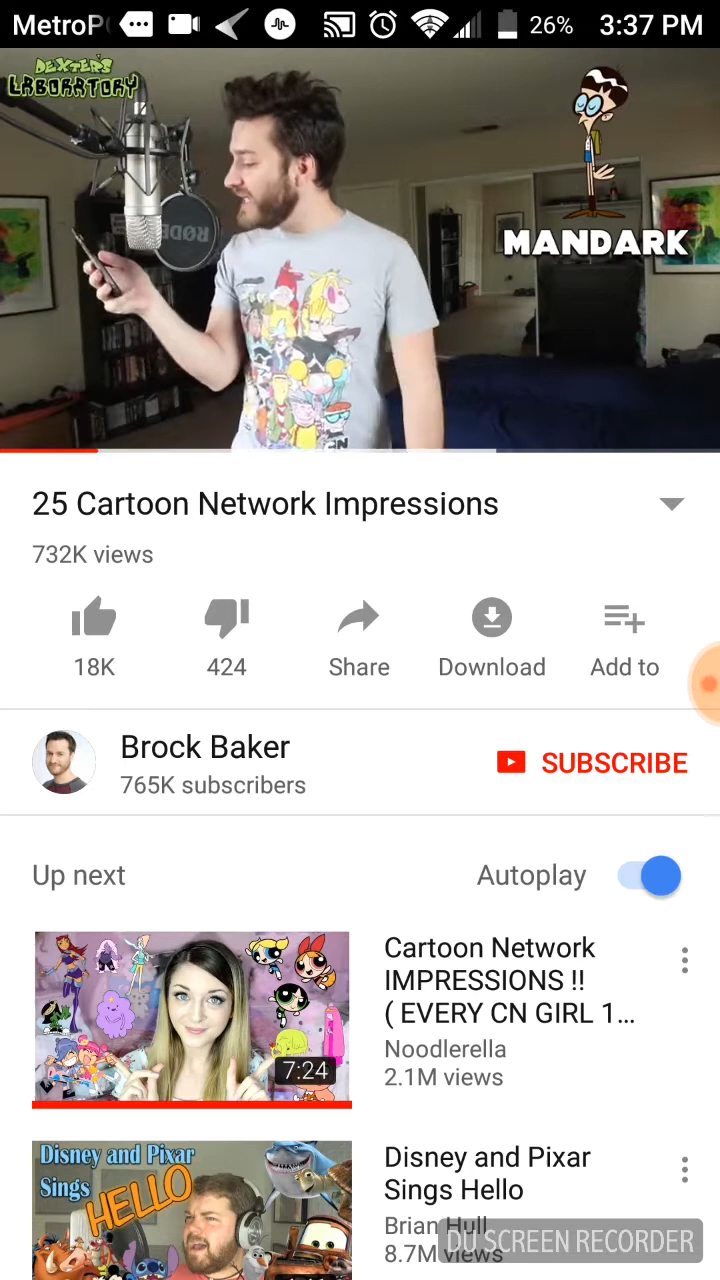 MetroP
26%
3:37 PM
DEXTER'S
LABORATORY
RØDE
MANDARK
CN
25 Cartoon Network Impressions
732K views
18K
424
Share
Download
Add to
Brock Baker
765K subscribers
SUBSCRIBE
Up next
Autoplay
7:24
Cartoon Network
IMPRESSIONS !!
( EVERY CN GIRL 1...
Noodlerella
2.1M views
Disney and Pixar
Sings
HELLO
Disney and Pixar
Sings Hello
Brian Hull
8.7M views
DU SCREEN RECORDER